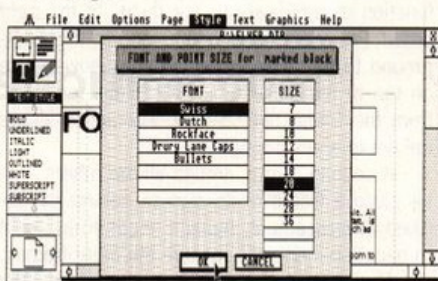 File Edit Options Page Style Text Graphics Help
FONT AND POINT SIZE for marked block
FONT
Swiss
Dutch
Rockface
Drury Lane Caps
Bullets
SIZE
7
8
10
12
14
18
20
24
28
36
OK
CANCEL
T
TEXT STYLE
BOLD
UNDERLINED
ITALIC
LIGHT
OUTLINED
WHITE
SUPERSCRIPT
SUBSCRIPT
1
FO